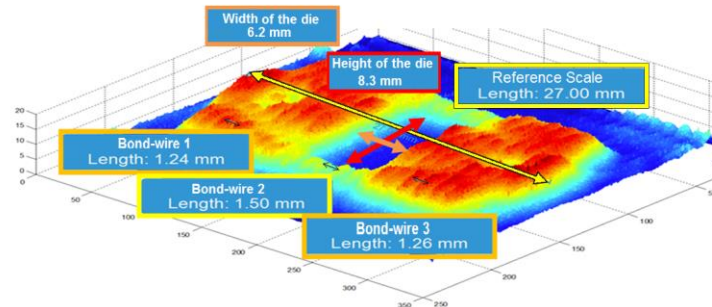 Width of the die
6.2 mm
Height of the die
8.3 mm
Reference Scale
Length: 27.00 mm
Bond-wire 1
Length: 1.24 mm
Bond-wire 2
Length: 1.50 mm
Bond-wire 3
Length: 1.26 mm
20
15
10
5
0
0
50
100
150
200
250
300
350
250
200
150
100
50